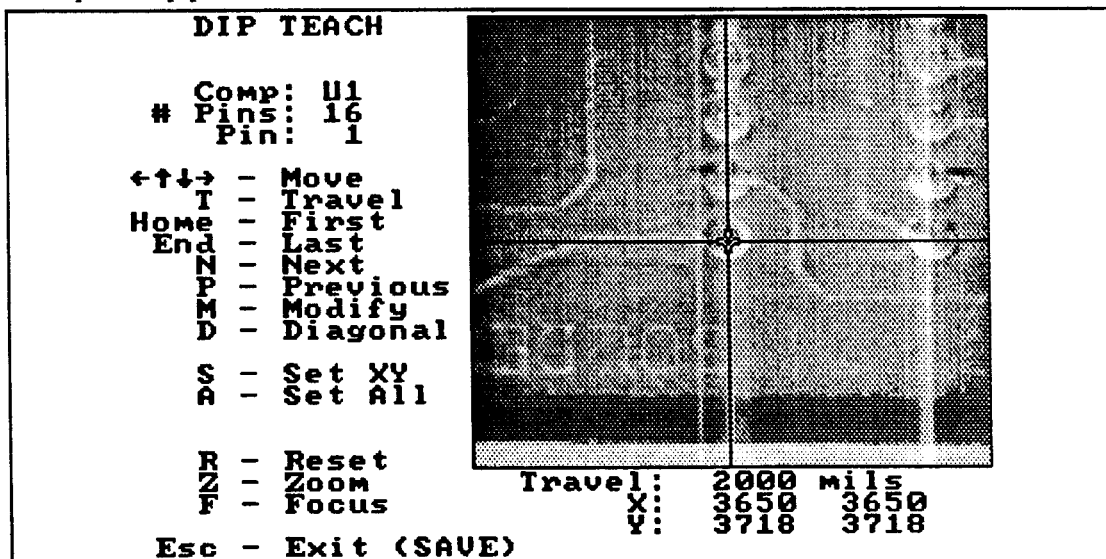 DIP TEACH
Comp: U1
# Pins: 16
Pin: 1
←↑↓→ - Move
T - Travel
Home - First
End - Last
N - Next
P - Previous
M - Modify
D - Diagonal
S - Set XY
A - Set All
R - Reset
Z - Zoom
F - Focus
Esc - Exit (SAVE)
Travel: 2000 mils
X: 3650 3650
Y: 3718 3718